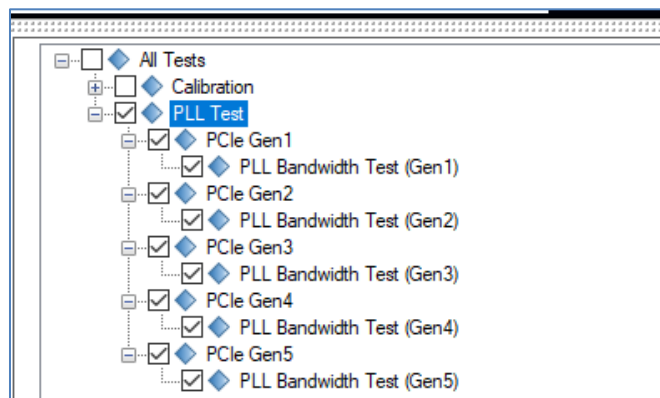 All Tests
Calibration
PLL Test
PCIe Gen1
PLL Bandwidth Test (Gen1)
PCIe Gen2
PLL Bandwidth Test (Gen2)
PCIe Gen3
PLL Bandwidth Test (Gen3)
PCIe Gen4
PLL Bandwidth Test (Gen4)
PCIe Gen5
PLL Bandwidth Test (Gen5)